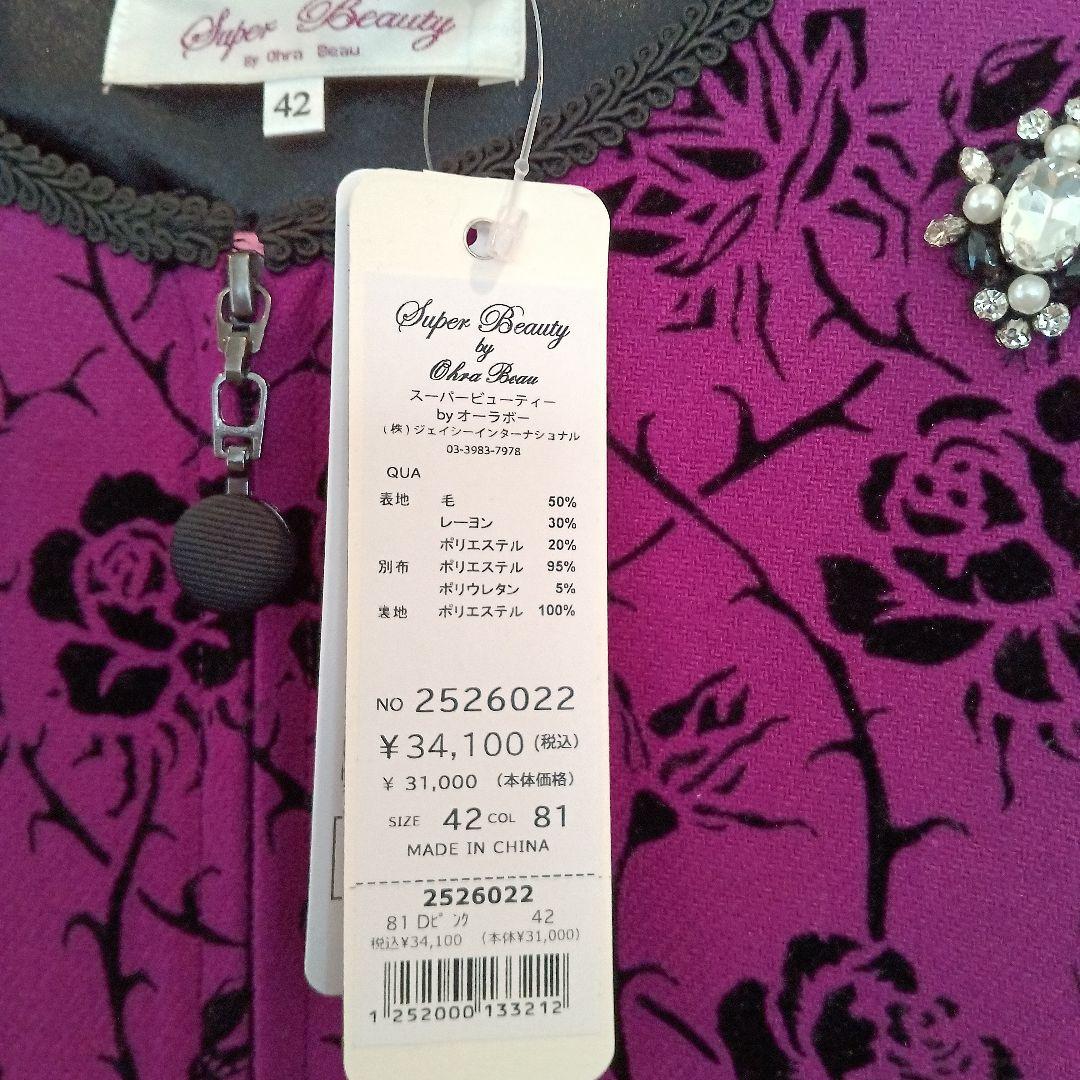 Super Beauty
By Ohra Beau
42
Super Beauty
by
Ohra Beau
スーパービューティー
by オーラボー
(株)ジェイシーインターナショナル
03-3983-7978
QUA
表地 毛 50%
レーヨン 30%
ポリエステル 20%
別布 ポリエステル 95%
ポリウレタン 5%
裏地 ポリエステル 100%
NO 2526022
¥34,100(税込)
¥ 31,000 (本体価格)
SIZE 42 COL 81
MADE IN CHINA
2526022
81 Dピンク 42
税込¥34,100 (本体¥31,000)
1 252000 133212